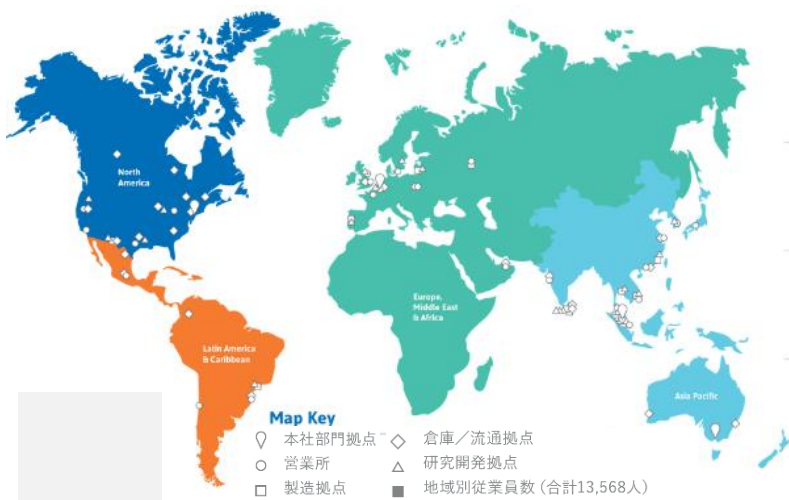 North
America
Europe,
Middle East
& Africa
Latin America
& Caribbean
Asia Pacific
Map Key
本社部門拠点
倉庫／流通拠点
営業所
研究開発拠点
製造拠点
地域別従業員数 (合計13,568人)